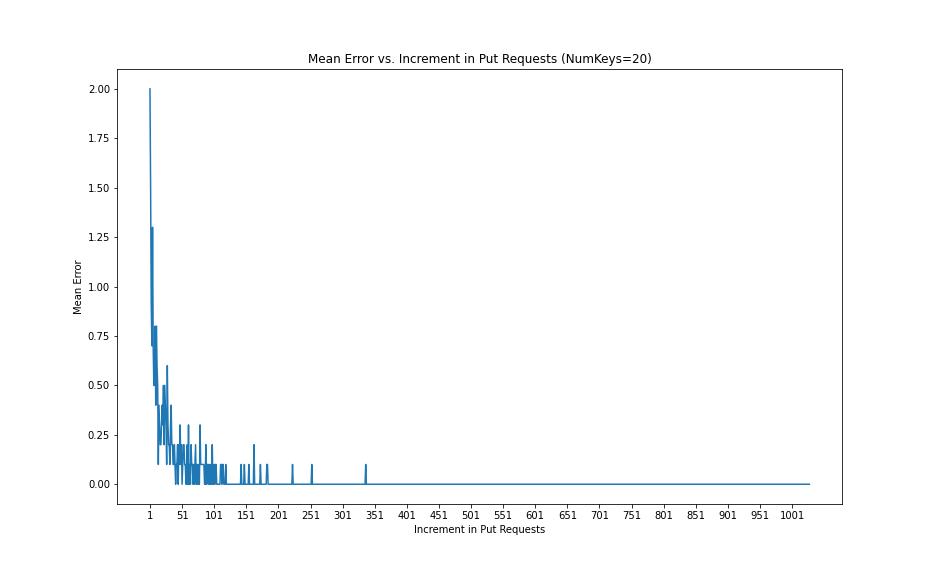 Mean Error vs. Increment in Put Requests (NumKeys=20)
2.00
1.75
1.50
1.25
1.00
0.75
0.50
0.25
0.00
Mean Error
1 51 101 151 201 251 301 351 401 451 501 551 601 651 701 751 801 851 901 951 1001
Increment in Put Requests